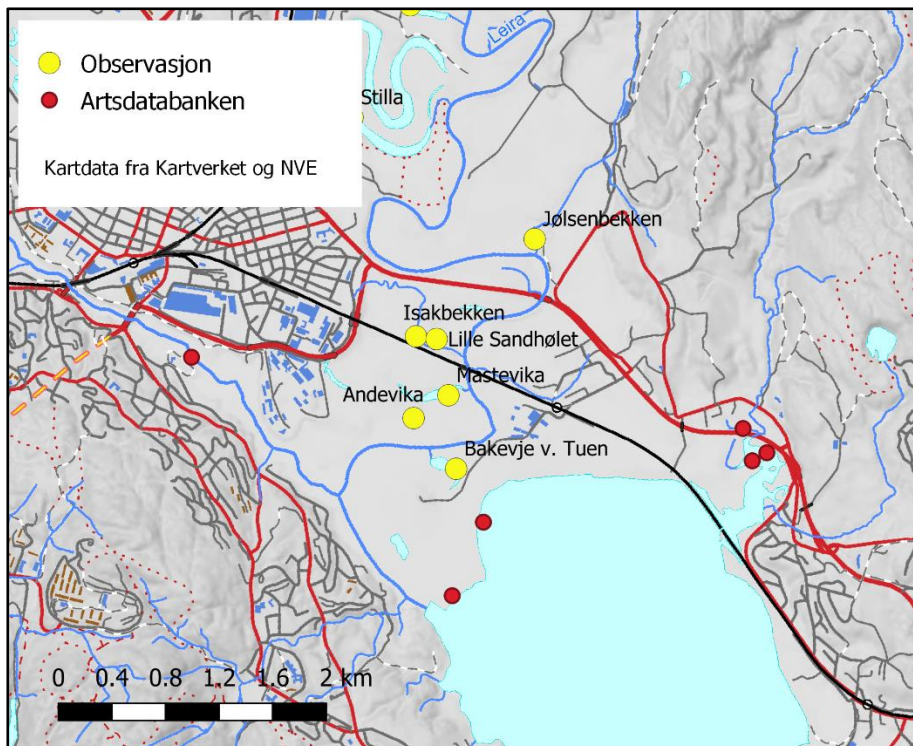 Observasjon
Artsdatabanken
Kartdata fra Kartverket og NVE
Leira
Stilla
Jølsenbekken
Isakbekken
Lille Sandhølet
Mastevika
Andevika
Bakevje v. Tuen
0 0.4 0.8 1.2 1.6 2 km